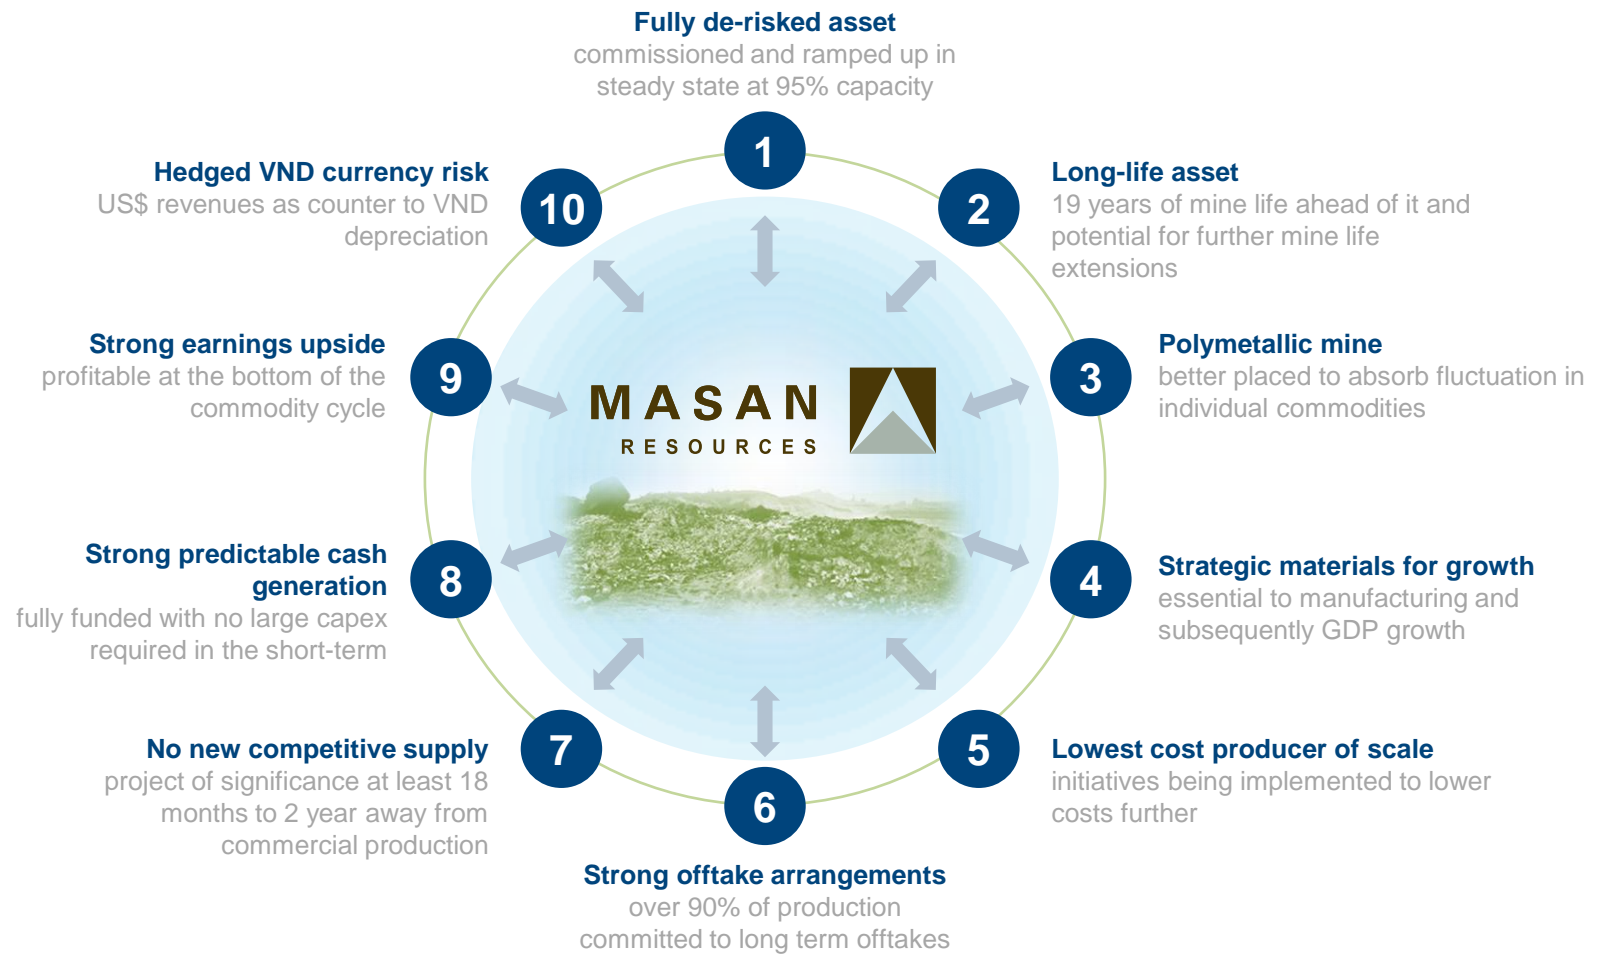 Fully de-risked asset
commissioned and ramped up in
steady state at 95% capacity
1
2
Long-life asset
19 years of mine life ahead of it and
potential for further mine life
extensions
3
Polymetallic mine
better placed to absorb fluctuation in
individual commodities
4
Strategic materials for growth
essential to manufacturing and
subsequently GDP growth
5
Lowest cost producer of scale
initiatives being implemented to lower
costs further
6
Strong offtake arrangements
over 90% of production
committed to long term offtakes
7
No new competitive supply
project of significance at least 18
months to 2 year away from
commercial production
8
Strong predictable cash
generation
fully funded with no large capex
required in the short-term
9
Strong earnings upside
profitable at the bottom of the
commodity cycle
10
Hedged VND currency risk
US$ revenues as counter to VND
depreciation
MASAN
RESOURCES